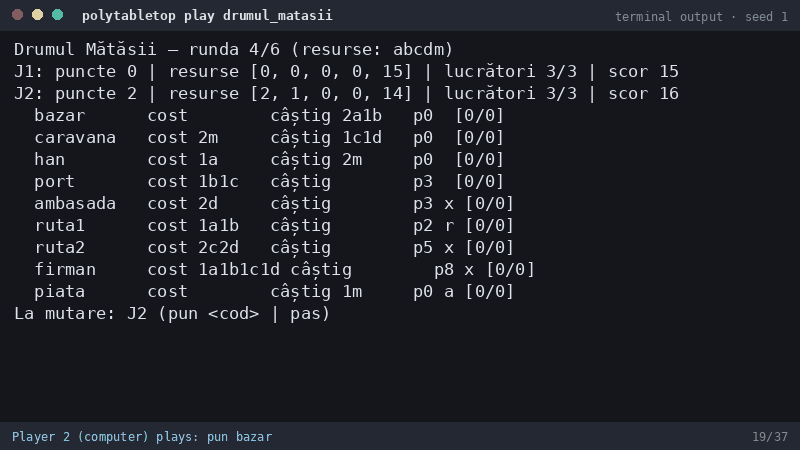 polytabletop play drumul_matasii
terminal output · seed 1
Drumul Mătăsii — runda 4/6 (resurse: abcdm)
J1: puncte 0 | resurse [0, 0, 0, 0, 15] | lucrători 3/3 | scor 15
J2: puncte 2 | resurse [2, 1, 0, 0, 14] | lucrători 3/3 | scor 16
bazar cost câștig 2a1b p0 [0/0]
caravana cost 2m câștig 1c1d p0 [0/0]
han cost 1a câștig 2m p0 [0/0]
port cost 1b1c câștig p3 [0/0]
ambasada cost 2d câștig p3 x [0/0]
ruta1 cost 1a1b câștig p2 r [0/0]
ruta2 cost 2c2d câștig p5 x [0/0]
firman cost 1a1b1c1d câștig p8 x [0/0]
piata cost câștig 1m p0 a [0/0]
La mutare: J2 (pun <cod> | pas)
Player 2 (computer) plays: pun bazar
19/37